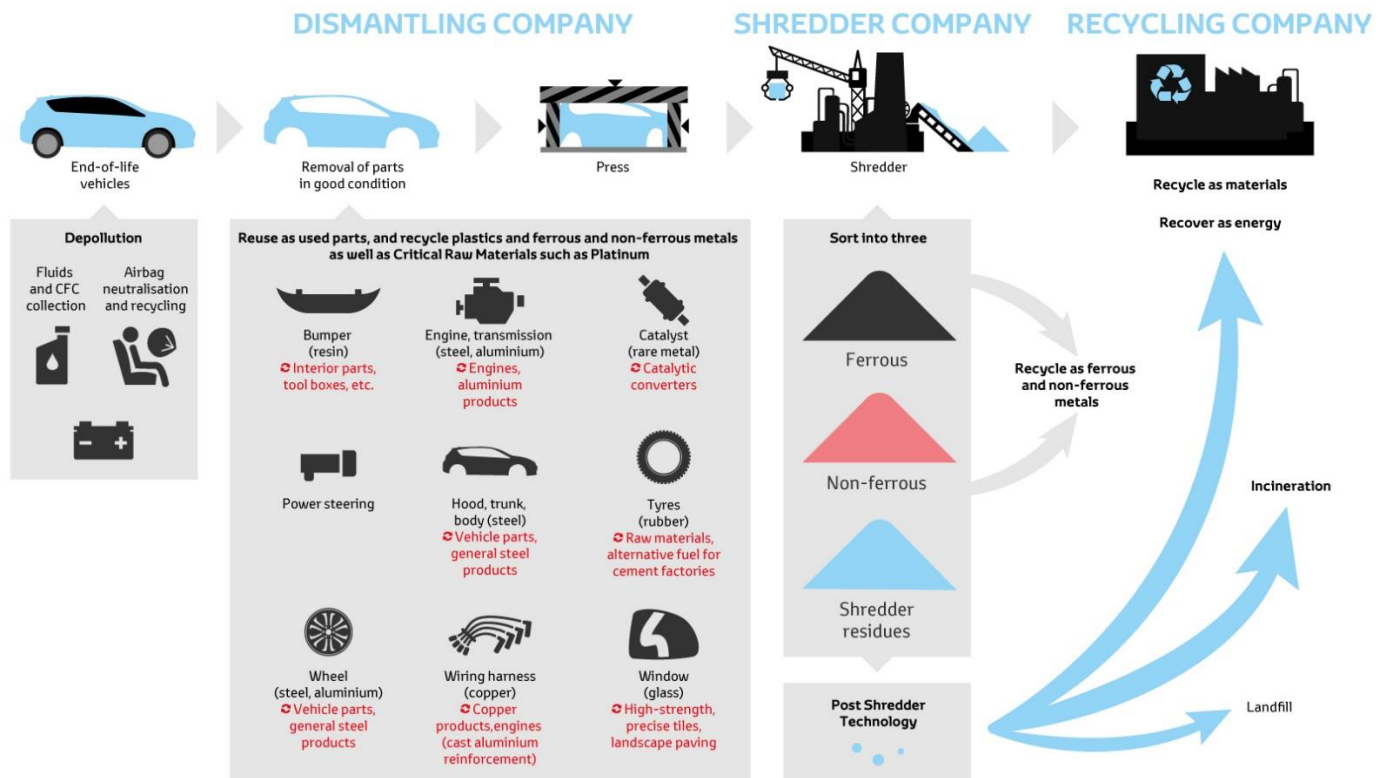 DISMANTLING COMPANY
SHREDDER COMPANY
RECYCLING COMPANY
End-of-life
vehicles
Removal of parts
in good condition
Press
Shredder
Recycle as materials
Recover as energy
Depollution
Fluids
and CFC
collection
Airbag
neutralisation
and recycling
Reuse as used parts, and recycle plastics and ferrous and non-ferrous metals
as well as Critical Raw Materials such as Platinum
Bumper
(resin)
Interior parts,
tool boxes, etc.
Engine, transmission
(steel, aluminium)
Engines,
aluminium
products
Catalyst
(rare metal)
Catalytic
converters
Power steering
Hood, trunk,
body (steel)
Vehicle parts,
general steel
products
Tyres
(rubber)
Raw materials,
alternative fuel for
cement factories
Wheel
(steel, aluminium)
Vehicle parts,
general steel
products
Wiring harness
(copper)
Copper
products,engines
(cast aluminium
reinforcement)
Window
(glass)
High-strength,
precise tiles,
landscape paving
Sort into three
Ferrous
Non-ferrous
Shredder
residues
Recycle as ferrous
and non-ferrous
metals
Post Shredder
Technology
Incineration
Landfill